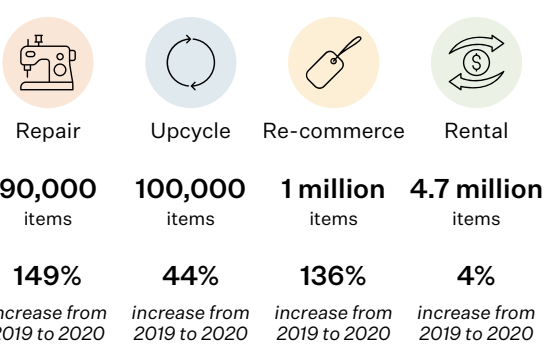 $
Repair Upcycle Re-commerce Rental
90,000 100,000 1 million 4.7 million
items items items items
149% 44% 136% 4%
ncrease from increase from increase from increase from
2019 to 2020 2019 to 2020 2019 to 2020 2019 to 2020